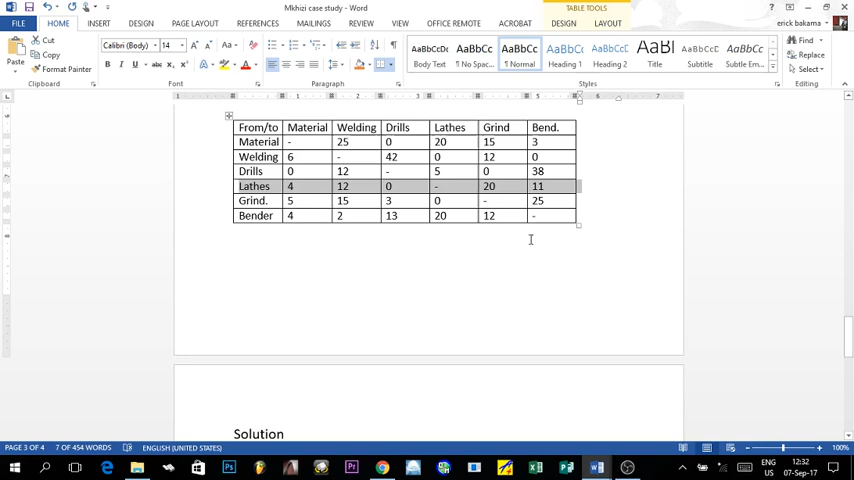 Mkhizi case study - Word
TABLE TOOLS
FILE HOME INSERT DESIGN PAGE LAYOUT REFERENCES MAILINGS REVIEW VIEW OFFICE REMOTE ACROBAT DESIGN LAYOUT erick bakama
Cut
Copy
Format Painter
Paste
Clipboard
Calibri (Body) 14
Font
Paragraph
AaBbCcDc AaBbCc AaBbCc AaBbC AaBbCc AaBl AaBbCcD AaBbCc
Body Text ¶ No Spac... ¶ Normal Heading 1 Heading 2 Title Subtitle Subtle Em...
Styles
Find
Replace
Select
Editing
From/to Material Welding Drills Lathes Grind Bend.
Material - 25 0 20 15 3
Welding 6 - 42 0 12 0
Drills 0 12 - 5 0 38
Lathes 4 12 0 - 20 11
Grind. 5 15 3 0 - 25
Bender 4 2 13 20 12 -
Solution
PAGE 3 OF 4 7 OF 454 WORDS ENGLISH (UNITED STATES) 100%
ENG
US
12:32
07-Sep-17